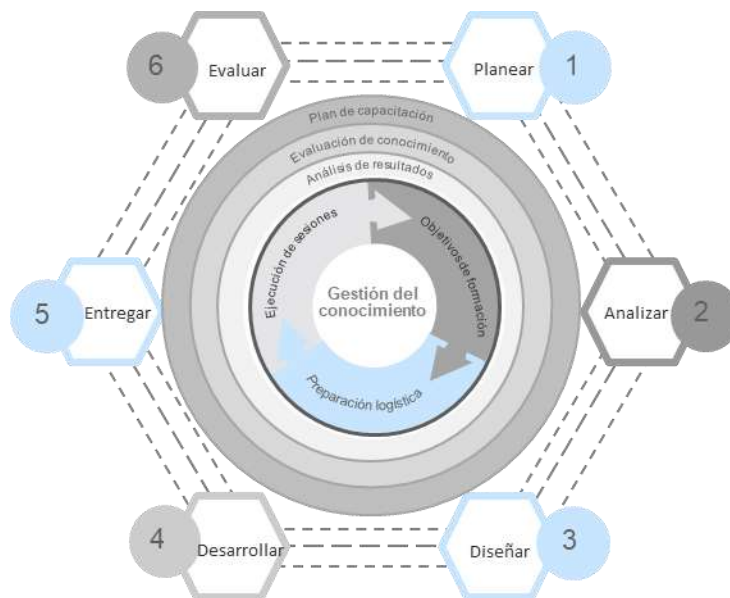 6
Evaluar
Planear
1
Plan de capacitación
Evaluación de conocimiento
Análisis de resultados
Ejecución de sesiones
Objetivos de formación
Gestión del
conocimiento
5
Entregar
Analizar
2
Preparación logística
4
Desarrollar
Diseñar
3